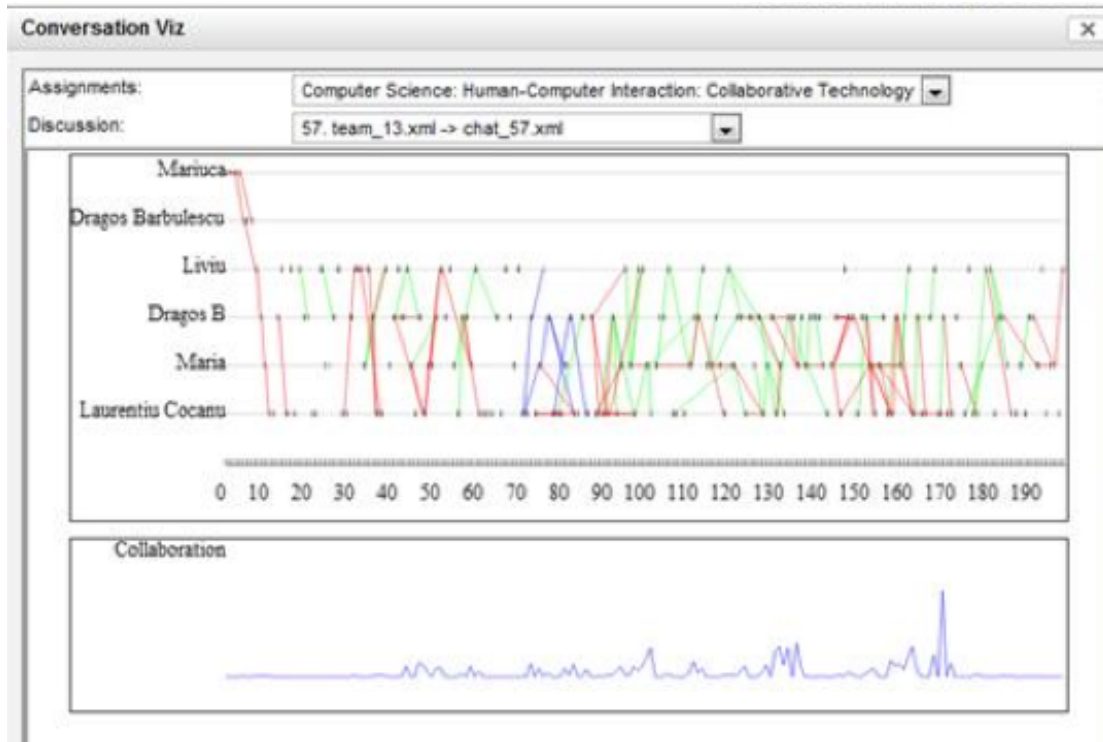 Conversation Viz
Assignments: Computer Science: Human-Computer Interaction: Collaborative Technology
Discussion: 57. team_13.xml -> chat_57.xml
Mariuca
Dragos Barbulescu
Liviu
Dragos B
Maria
Laurentiu Cocanu
0 10 20 30 40 50 60 70 80 90 100 110 120 130 140 150 160 170 180 190
Collaboration